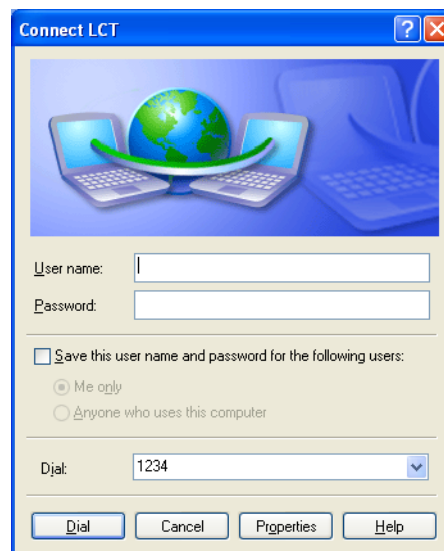 Connect LCT
User name:
Password:
Save this user name and password for the following users:
Me only
Anyone who uses this computer
Dial: 1234
Dial Cancel Properties Help